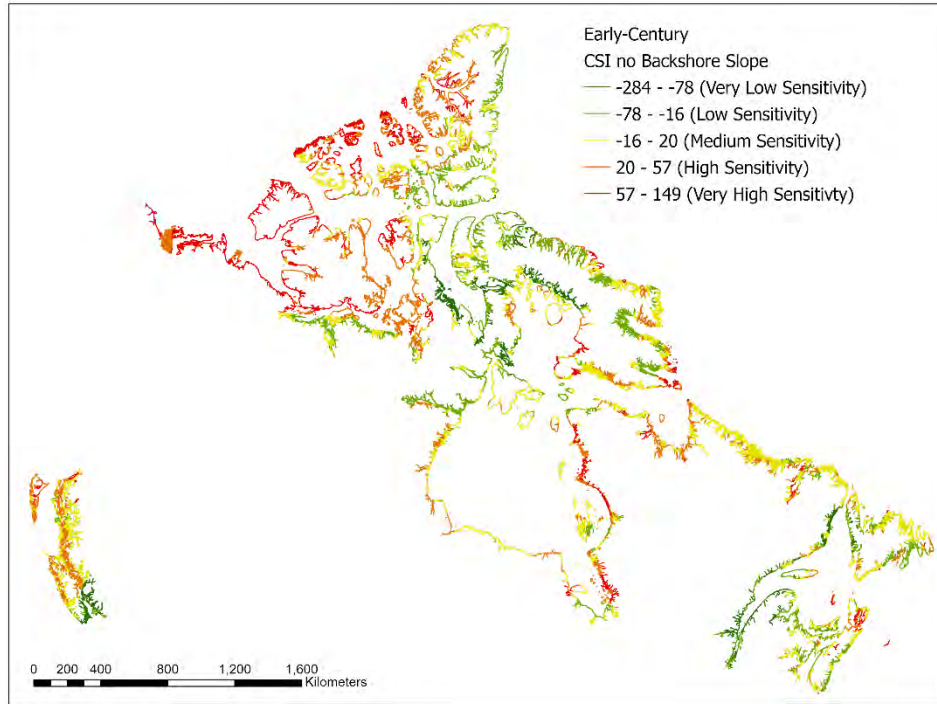 Early-Century
CSI no Backshore Slope
-284 - -78 (Very Low Sensitivity)
-78 - -16 (Low Sensitivity)
-16 - 20 (Medium Sensitivity)
20 - 57 (High Sensitivity)
57 - 149 (Very High Sensitivty)
0 200 400 800 1,200 1,600
Kilometers